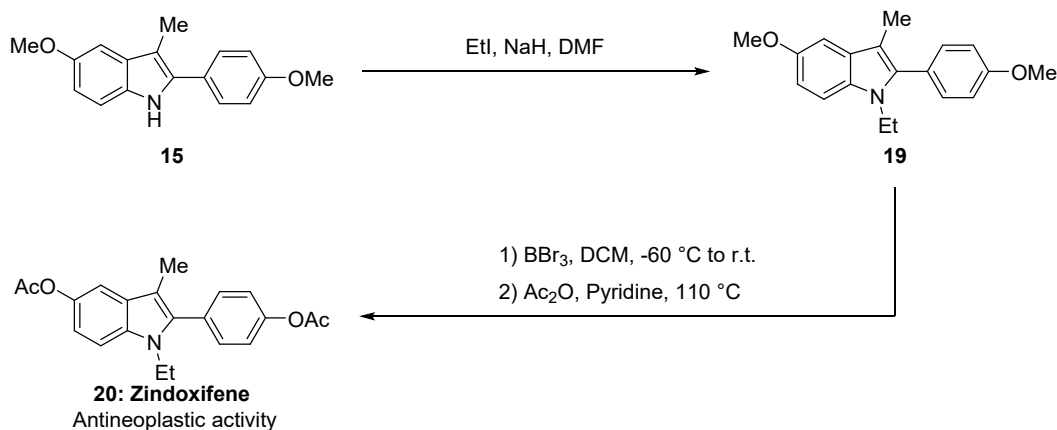 Me
MeO
OMe
N
H
15
EtI, NaH, DMF
Me
MeO
OMe
N
Et
19
1) BBr₃, DCM, -60 °C to r.t.
2) Ac₂O, Pyridine, 110 °C
Me
AcO
OAc
N
Et
20: Zindoxifene
Antineoplastic activity